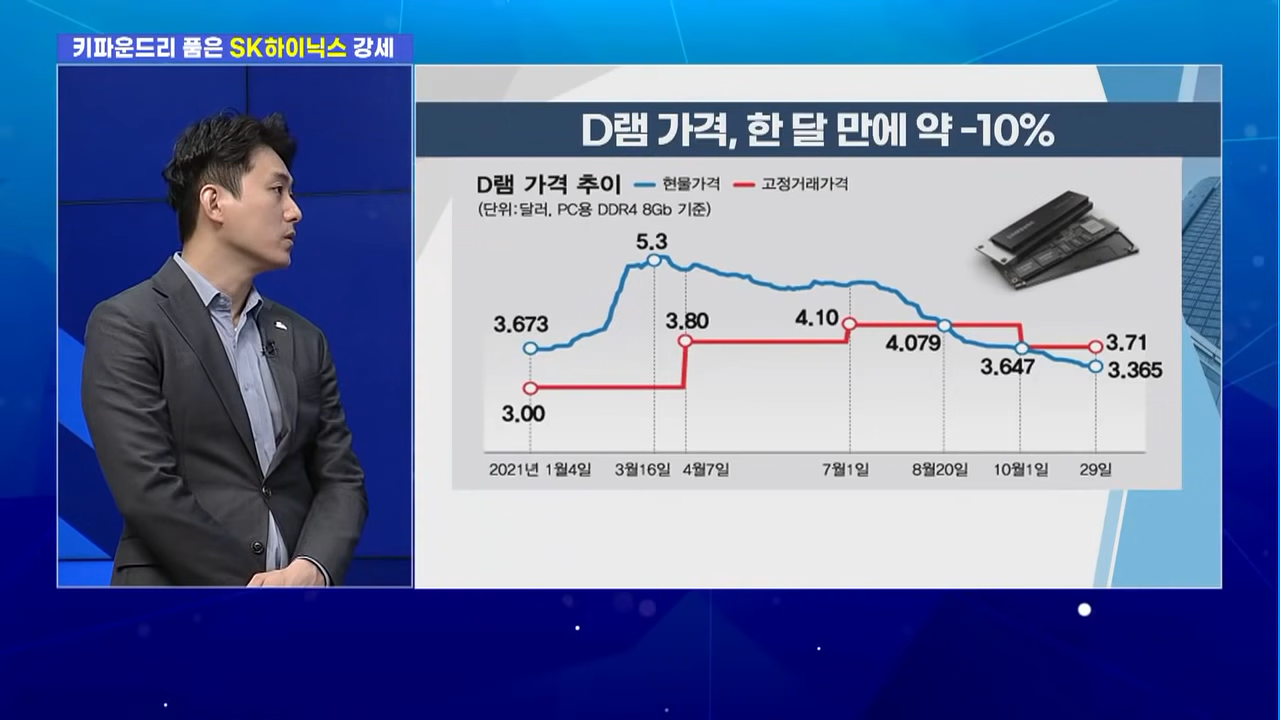 키파운드리 품은 SK하이닉스 강세
D램 가격, 한 달 만에 약 -10%
D램 가격 추이 현물가격 고정거래가격
(단위:달러, PC용 DDR4 8Gb 기준)
5.3
3.673
3.80
4.10
4.079
3.647
3.71
3.365
3.00
2021년 1월4일 3월16일 4월7일 7월1일 8월20일 10월1일 29일